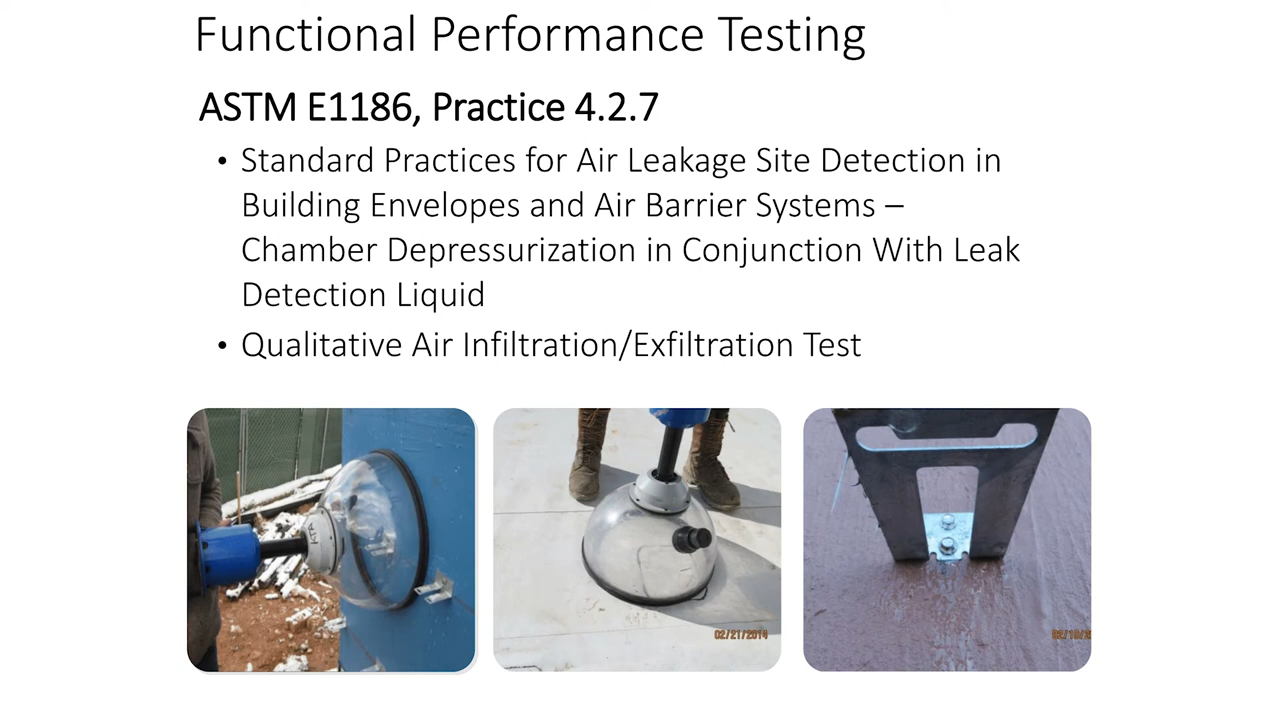 Functional Performance Testing
ASTM E1186, Practice 4.2.7
• Standard Practices for Air Leakage Site Detection in
Building Envelopes and Air Barrier Systems –
Chamber Depressurization in Conjunction With Leak
Detection Liquid
• Qualitative Air Infiltration/Exfiltration Test
02/21/2014